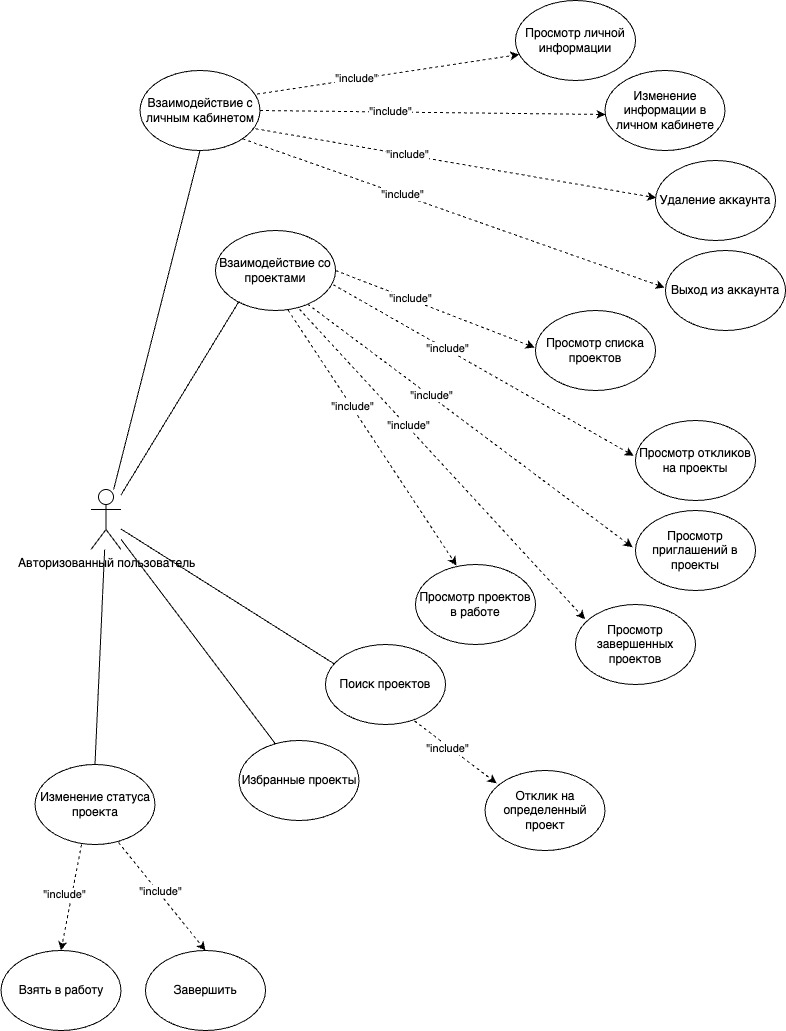 Просмотр личной
информации
"include"
Взаимодействие с
личным кабинетом
"include"
Изменение
информации в
личном кабинете
"include"
"include"
Удаление аккаунта
Взаимодействие со
проектами
Выход из аккаунта
"include"
Просмотр списка
проектов
"include"
"include"
"include"
"include"
Просмотр откликов
на проекты
Просмотр
приглашений в
проекты
Авторизованный пользователь
Просмотр проектов
в работе
Просмотр
завершенных
проектов
Поиск проектов
"include"
Избранные проекты
Изменение статуса
проекта
Отклик на
определенный
проект
"include"
"include"
Взять в работу
Завершить